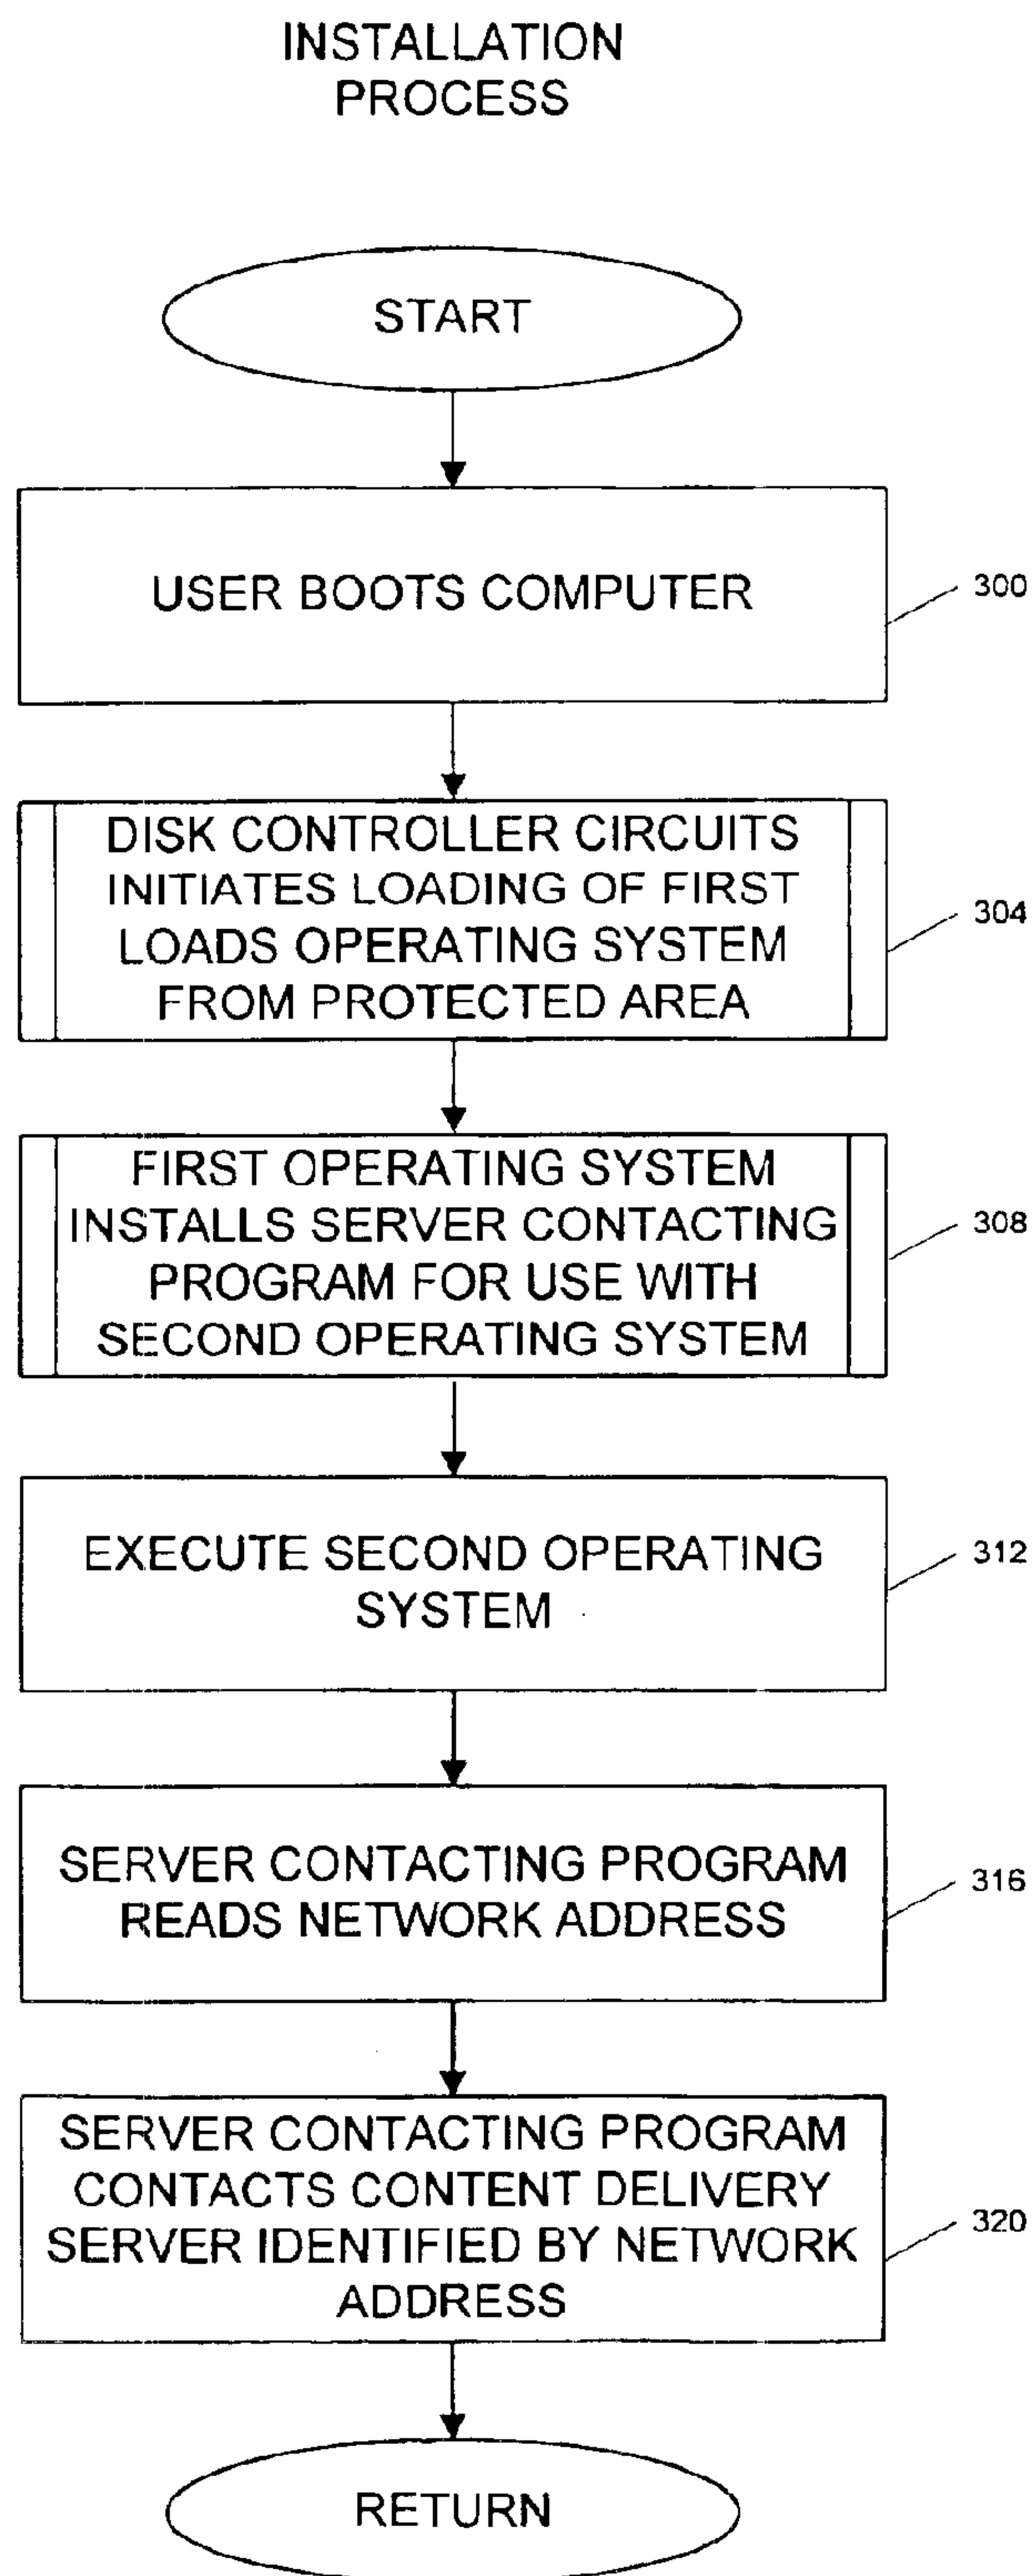 INSTALLATION
PROCESS
START
USER BOOTS COMPUTER
300
DISK CONTROLLER CIRCUITS
INITIATES LOADING OF FIRST
LOADS OPERATING SYSTEM
FROM PROTECTED AREA
304
FIRST OPERATING SYSTEM
INSTALLS SERVER CONTACTING
PROGRAM FOR USE WITH
SECOND OPERATING SYSTEM
308
EXECUTE SECOND OPERATING
SYSTEM
312
SERVER CONTACTING PROGRAM
READS NETWORK ADDRESS
316
SERVER CONTACTING PROGRAM
CONTACTS CONTENT DELIVERY
SERVER IDENTIFIED BY NETWORK
ADDRESS
320
RETURN